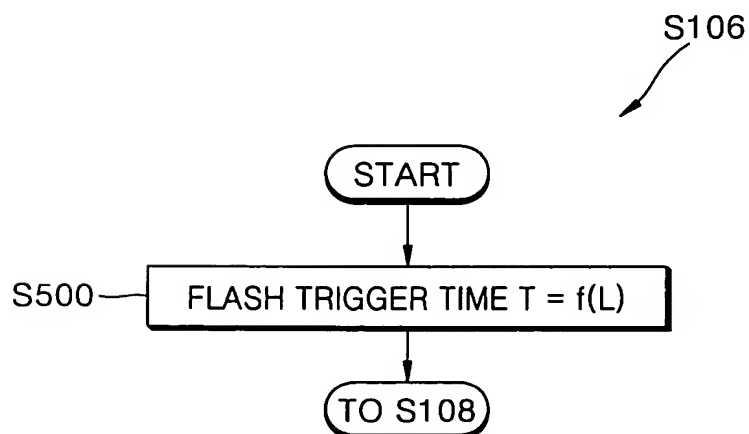 S106
START
S500
FLASH TRIGGER TIME T = f(L)
TO S108